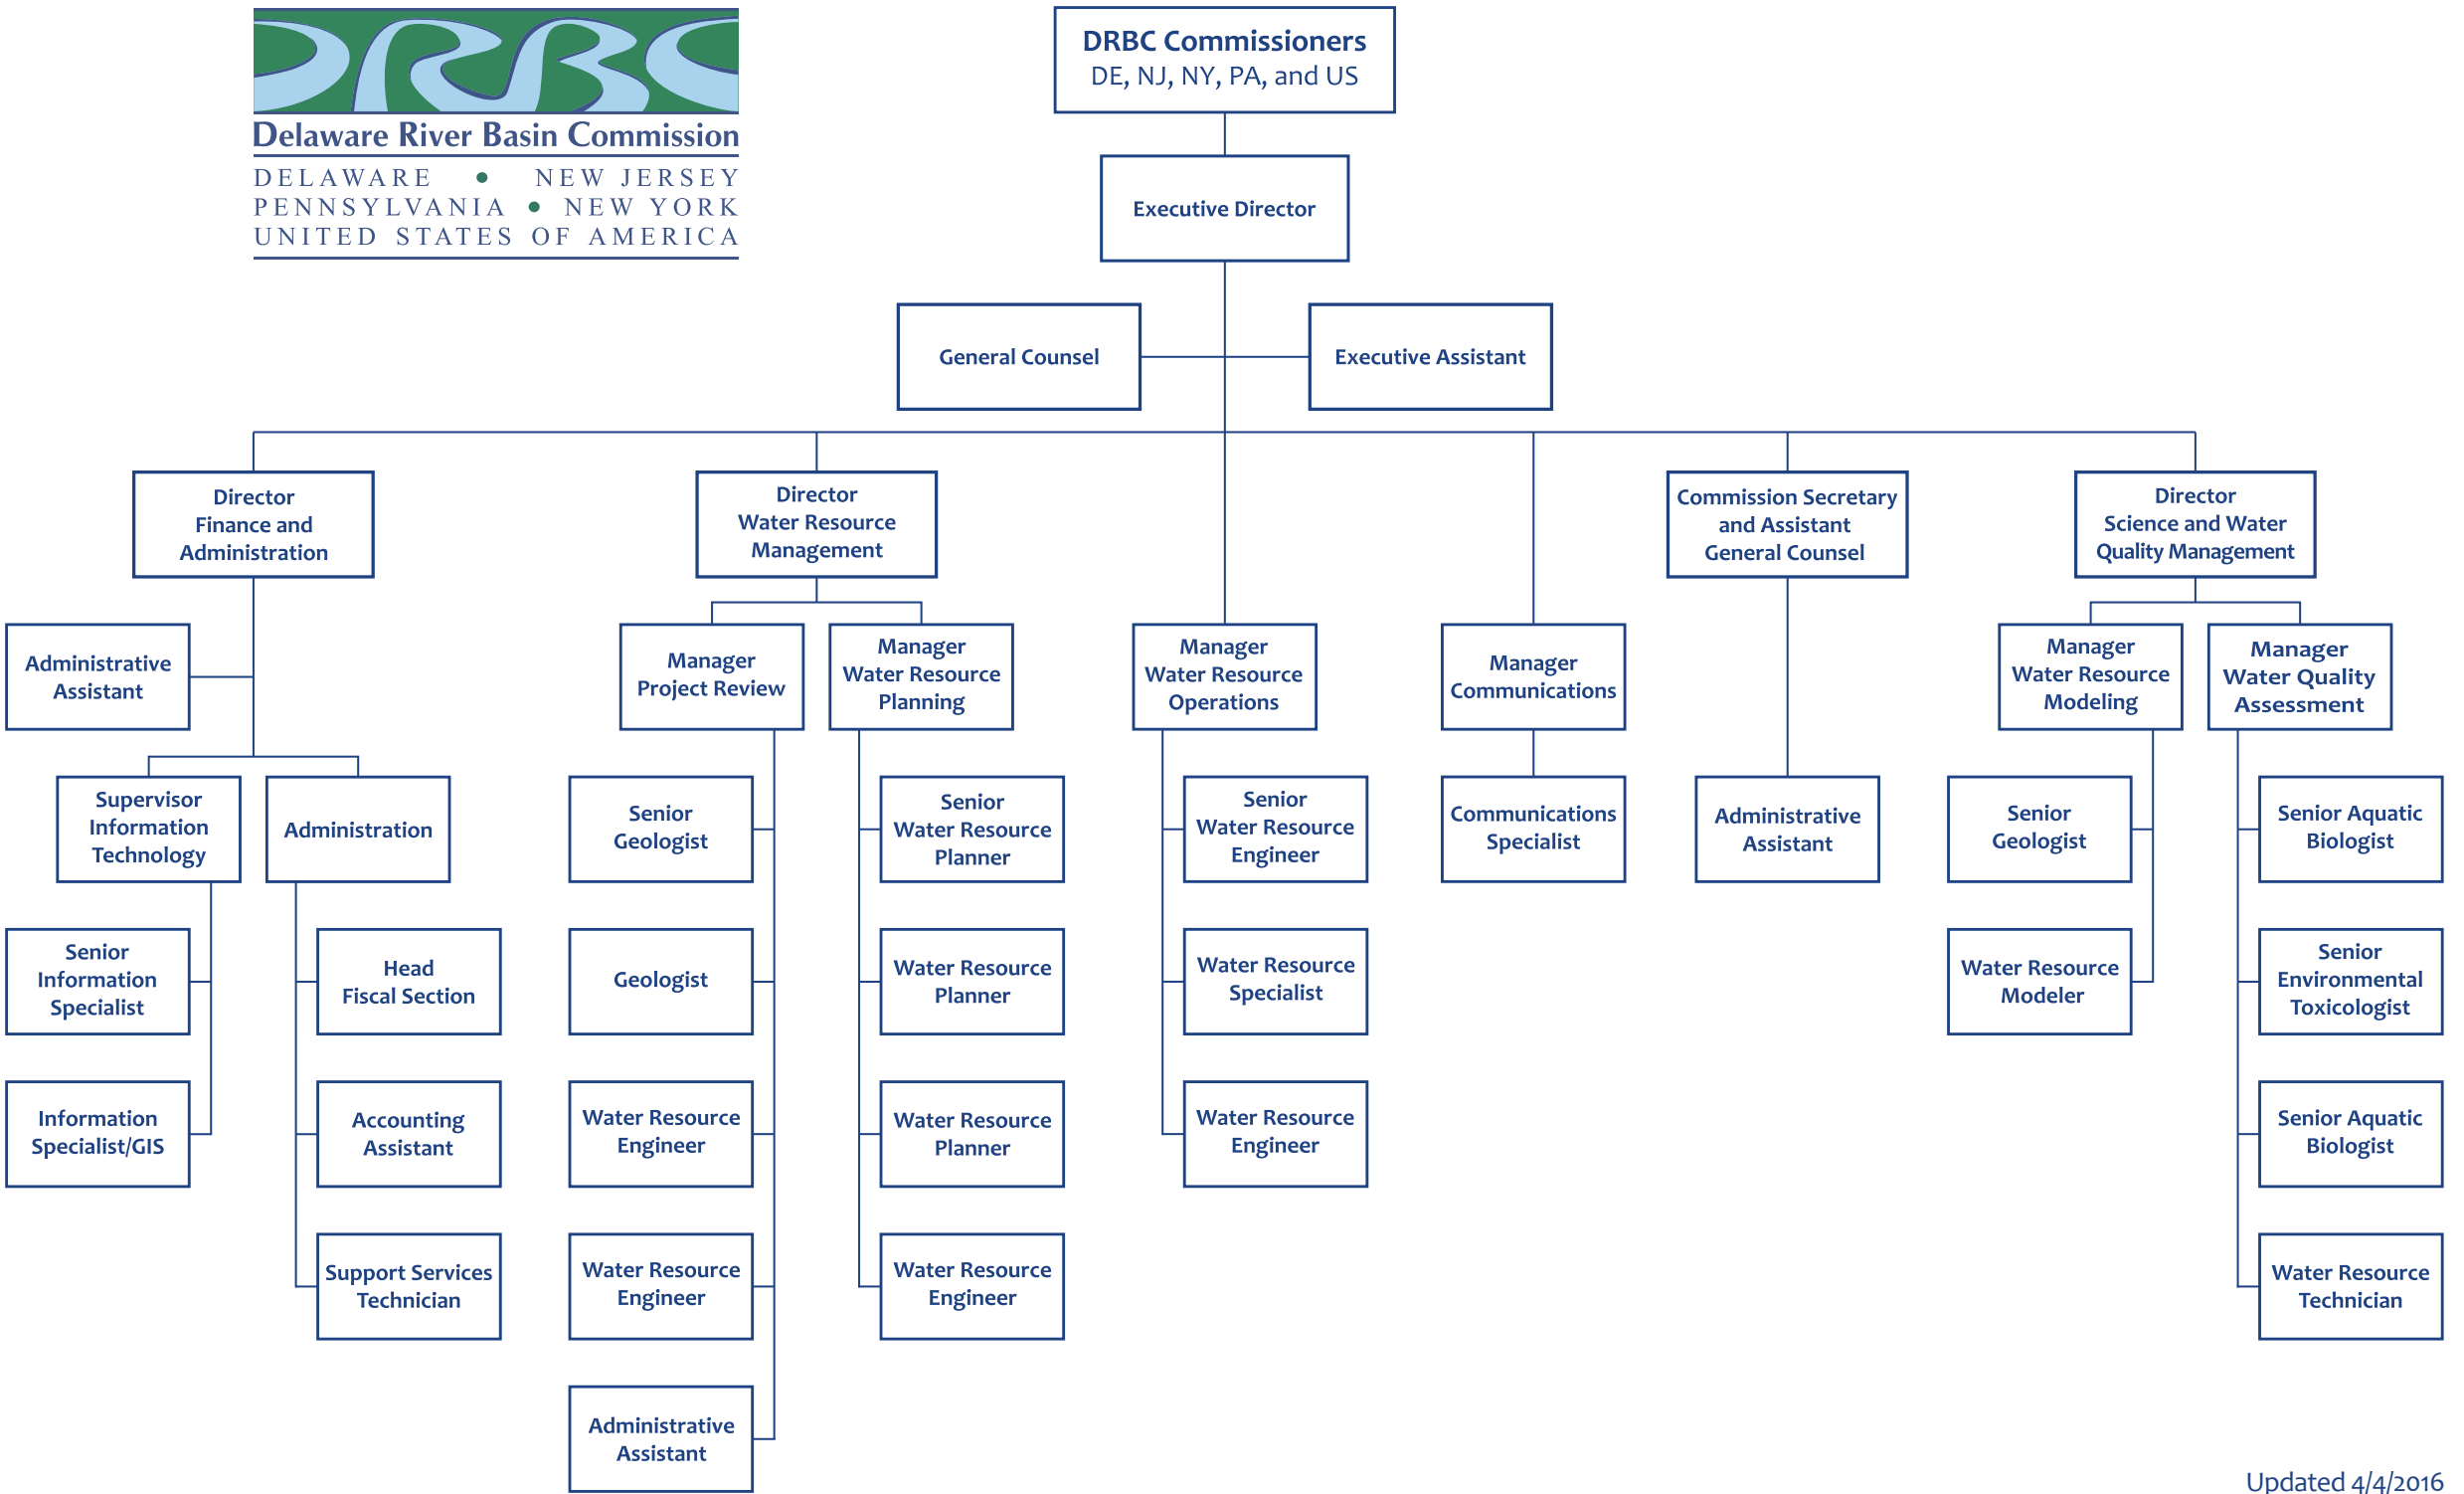 Delaware River Basin Commission
DELAWARE • NEW JERSEY
PENNSYLVANIA • NEW YORK
UNITED STATES OF AMERICA
DRBC Commissioners
DE, NJ, NY, PA, and US
Executive Director
General Counsel
Executive Assistant
Director
Finance and
Administration
Director
Water Resource
Management
Commission Secretary
and Assistant
General Counsel
Director
Science and Water
Quality Management
Administrative
Assistant
Manager
Project Review
Manager
Water Resource
Planning
Manager
Water Resource
Operations
Manager
Communications
Manager
Water Resource
Modeling
Manager
Water Quality
Assessment
Supervisor
Information
Technology
Administration
Senior
Geologist
Senior
Water Resource
Planner
Senior
Water Resource
Engineer
Communications
Specialist
Administrative
Assistant
Senior
Geologist
Senior Aquatic
Biologist
Senior
Information
Specialist
Head
Fiscal Section
Geologist
Water Resource
Planner
Water Resource
Specialist
Water Resource
Modeler
Senior
Environmental
Toxicologist
Information
Specialist/GIS
Accounting
Assistant
Water Resource
Engineer
Water Resource
Planner
Water Resource
Engineer
Senior Aquatic
Biologist
Support Services
Technician
Water Resource
Engineer
Water Resource
Engineer
Water Resource
Technician
Administrative
Assistant
Updated 4/4/2016